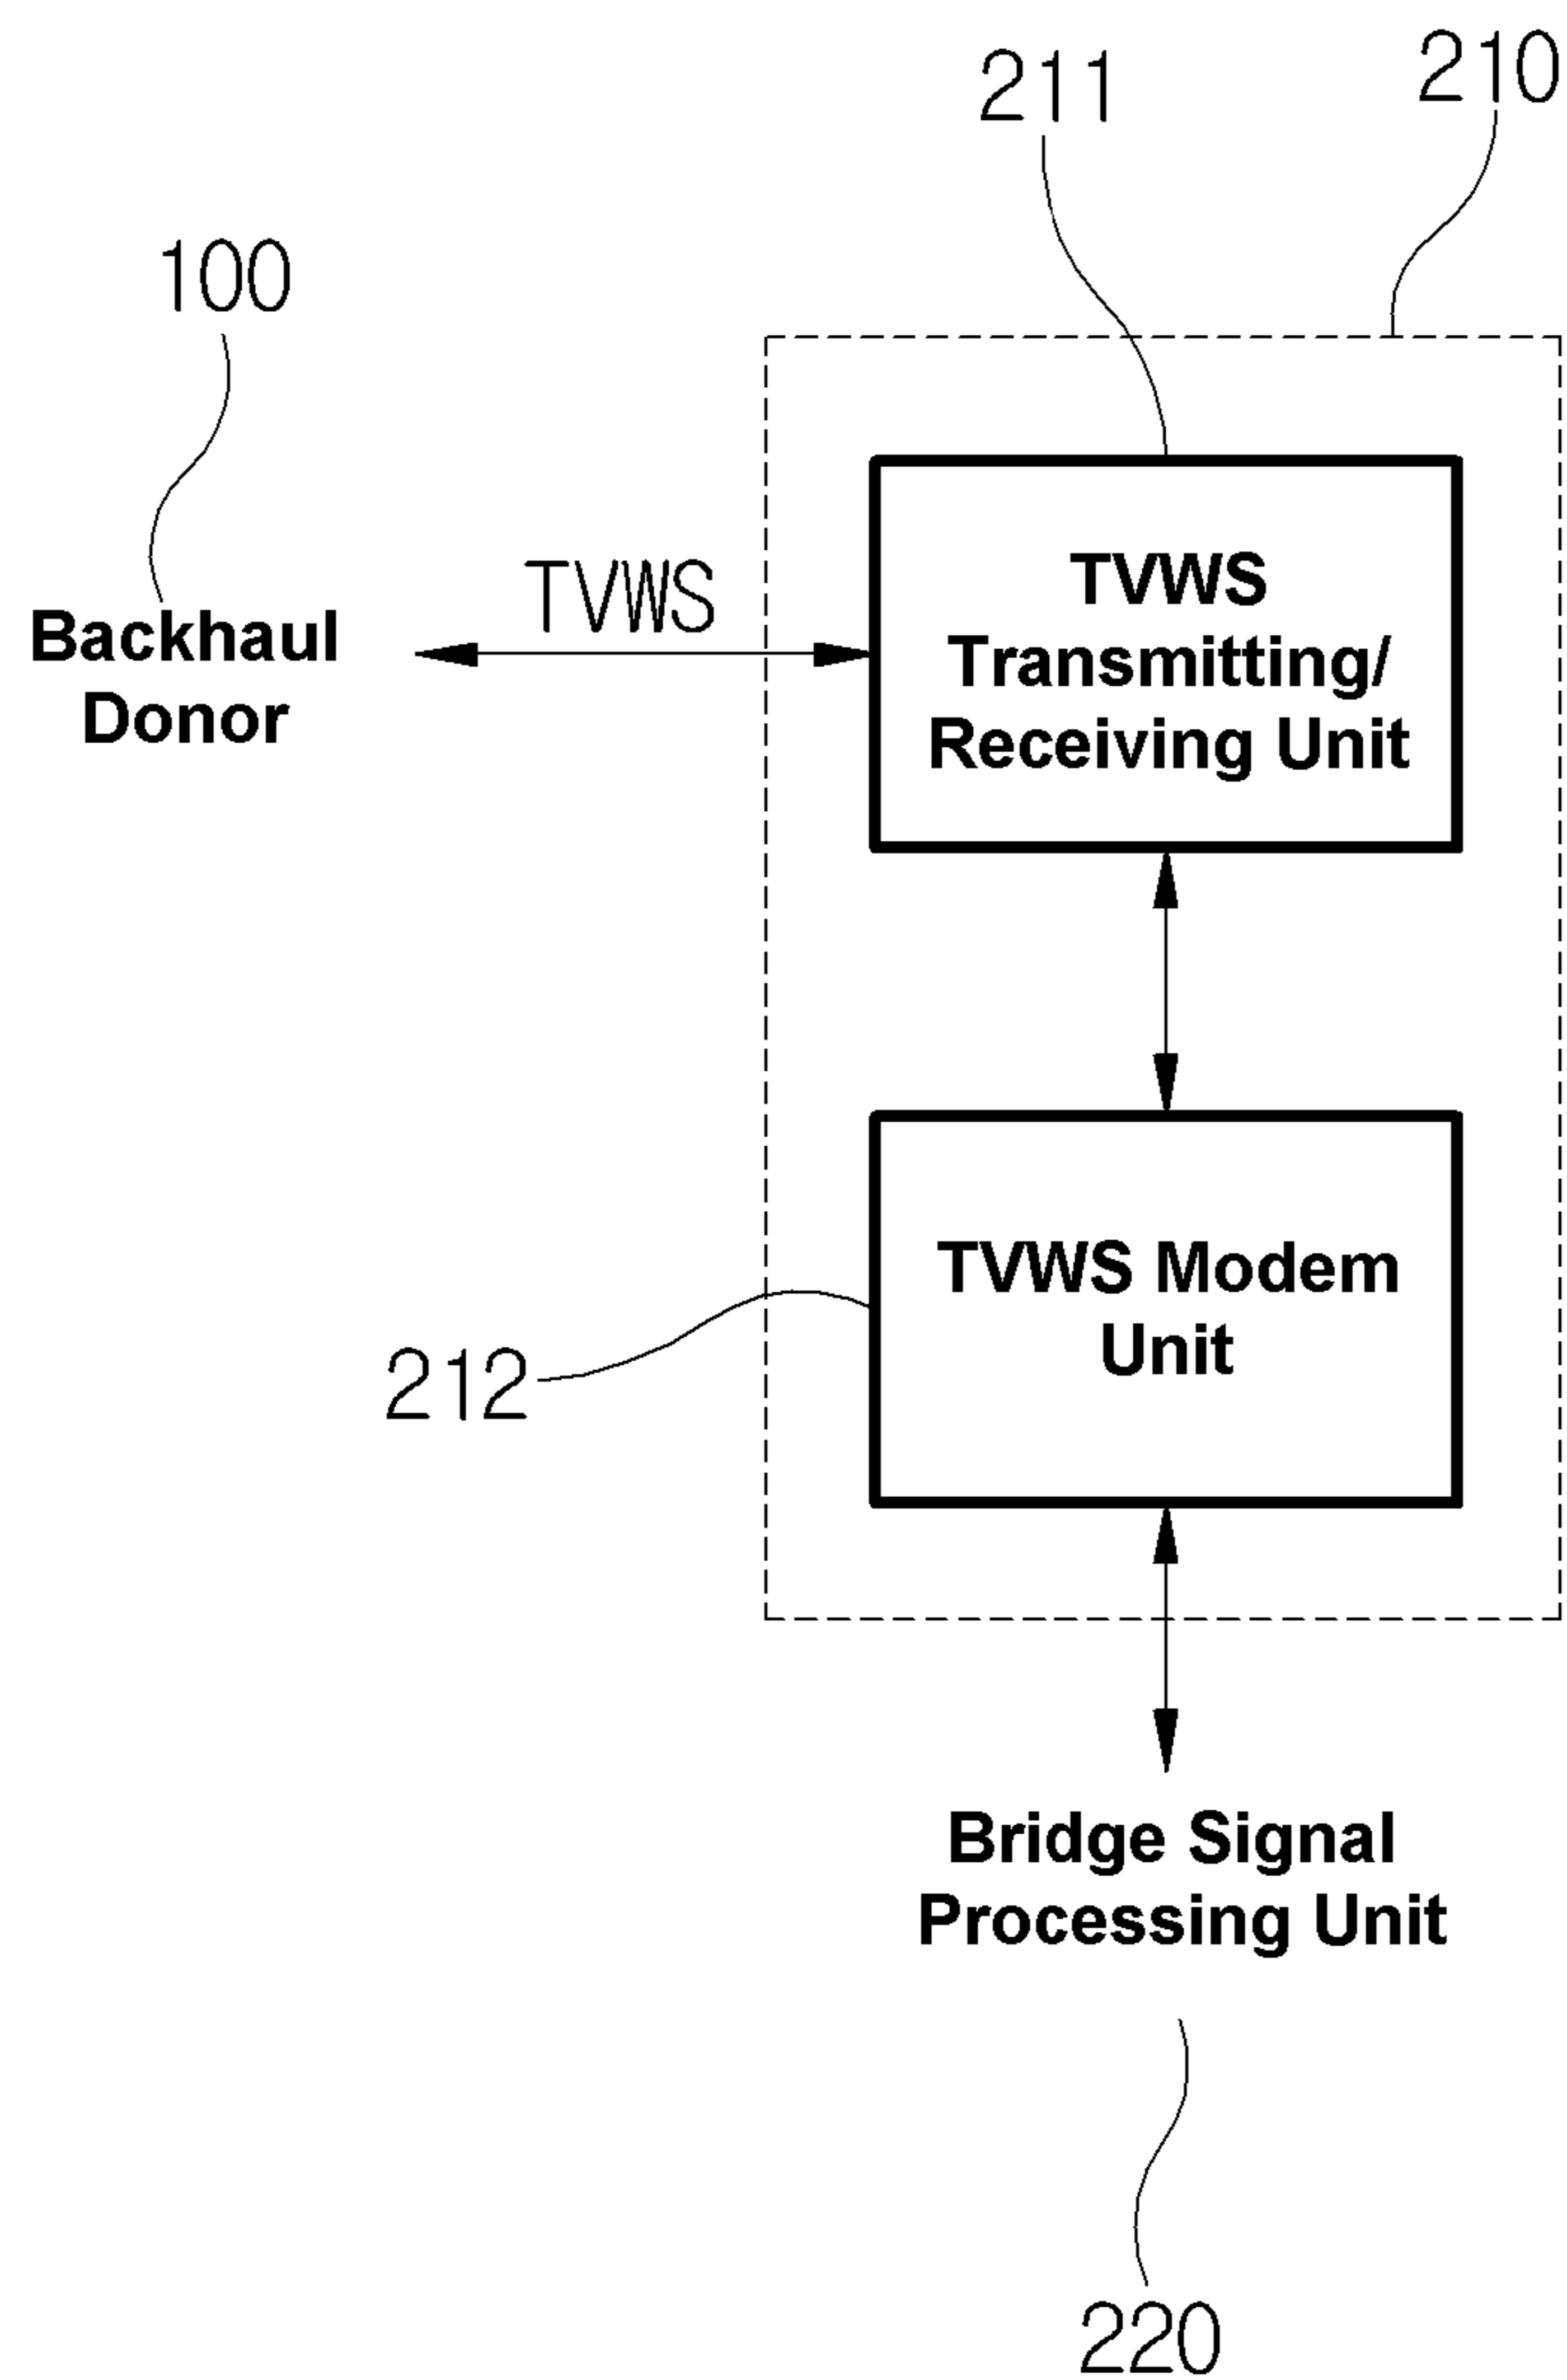 210
211
100
TVWS
Backhaul
Donor
TVWS
Transmitting/
Receiving Unit
TVWS Modem
Unit
212
Bridge Signal
Processing Unit
220